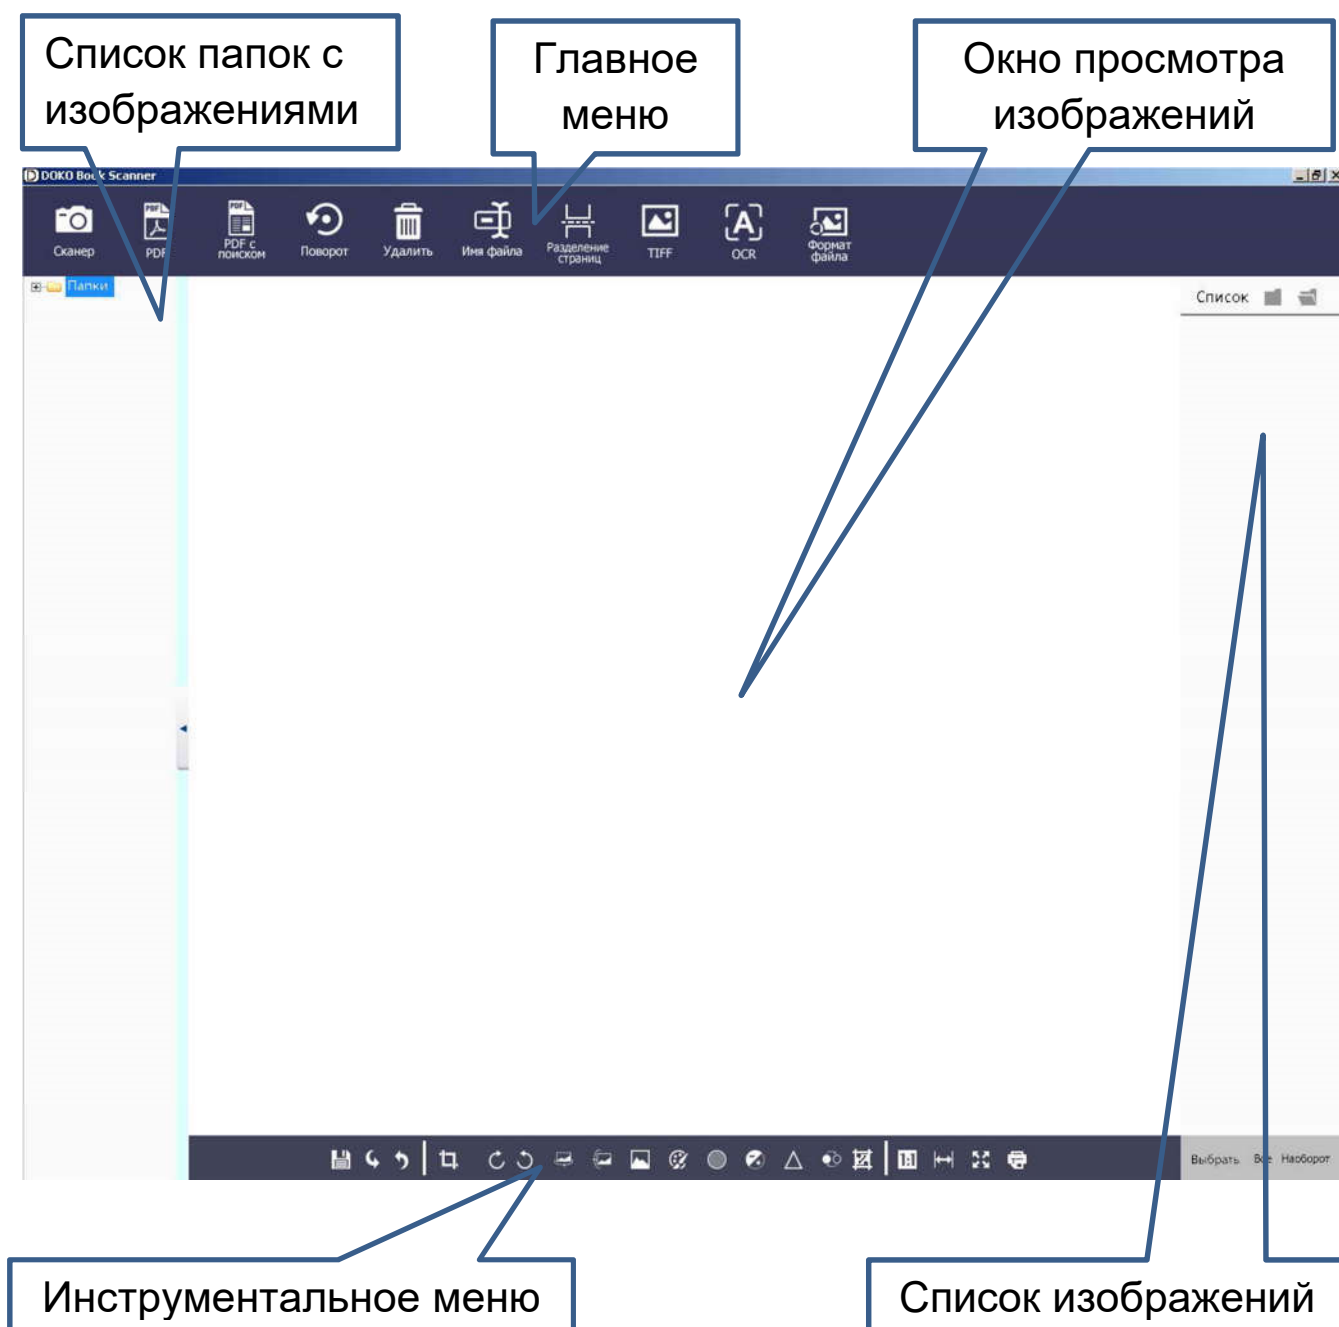 Список папок с
изображениями
Главное
меню
Окно просмотра
изображений
DOKO Book Scanner
Сканер
PDF
PDF с
поиском
Поворот
Удалить
Имя файла
Разделение
страниц
TIFF
OCR
Формат
файла
Папки
Список
Выбрать Все Наоборот
Инструментальное меню
Список изображений